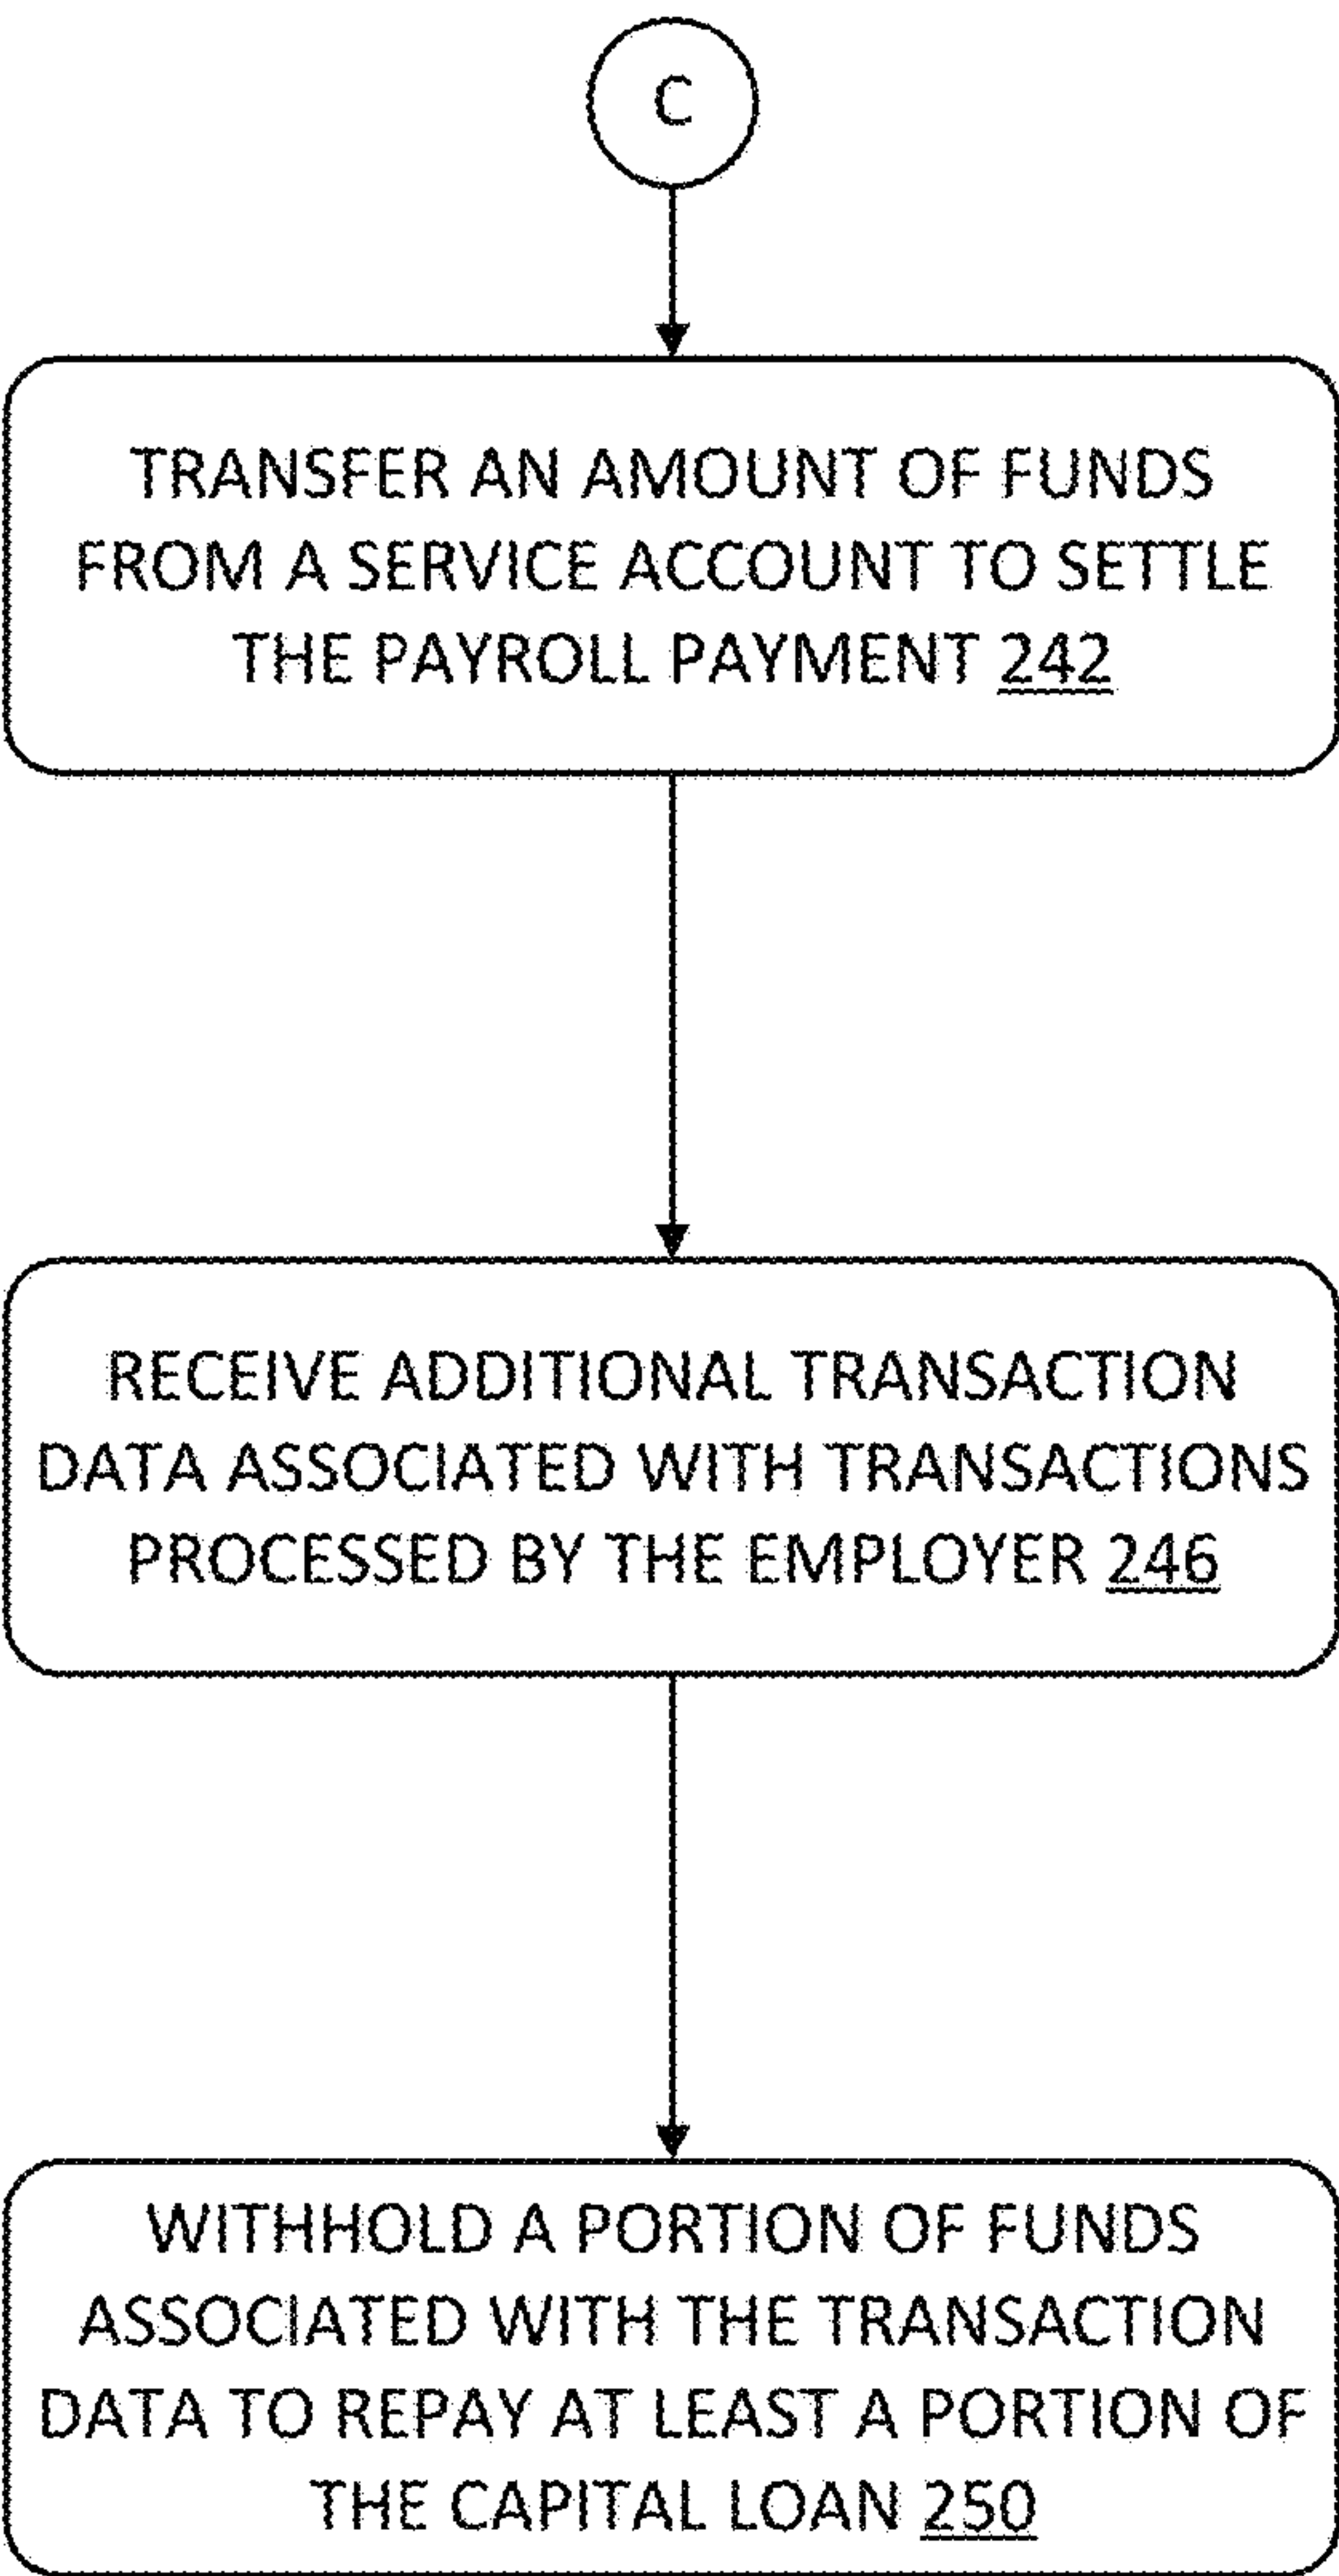 C
TRANSFER AN AMOUNT OF FUNDS
FROM A SERVICE ACCOUNT TO SETTLE
THE PAYROLL PAYMENT 242
RECEIVE ADDITIONAL TRANSACTION
DATA ASSOCIATED WITH TRANSACTIONS
PROCESSED BY THE EMPLOYER 246
WITHHOLD A PORTION OF FUNDS
ASSOCIATED WITH THE TRANSACTION
DATA TO REPAY AT LEAST A PORTION OF
THE CAPITAL LOAN 250